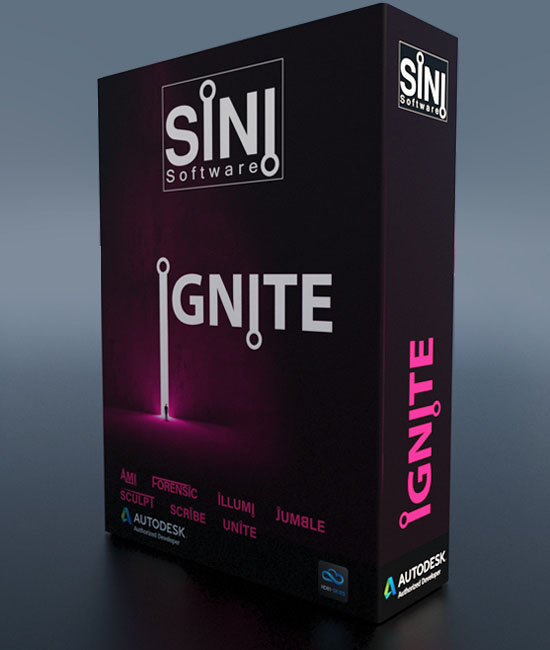 SiNi
Software
iGNiTE
AMI FORENSIC ILLUMI JUMBLE
SCULPT SCRIBE UNITE
AUTODESK
Authorized Developer
SiNi
Software
iGNiTE
AUTODESK
Authorized Developer